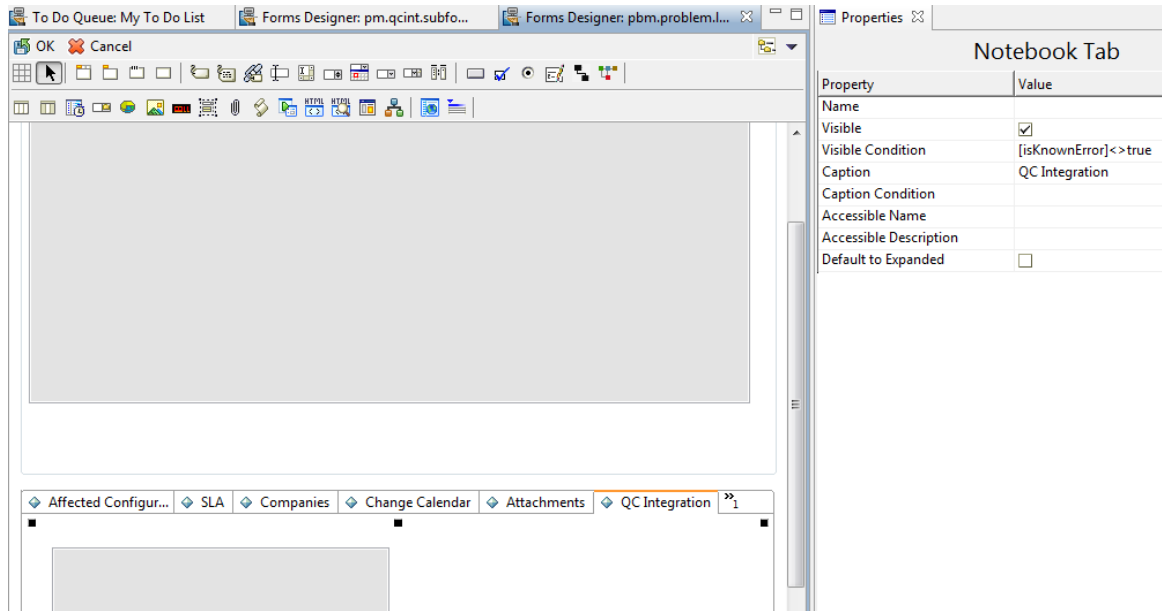 To Do Queue: My To Do List
Forms Designer: pm.qcint.subfo...
Forms Designer: pbm.problem.l...
Properties
OK
Cancel
Notebook Tab
Property Value
Name
Visible
Visible Condition [isKnownError]<>true
Caption QC Integration
Caption Condition
Accessible Name
Accessible Description
Default to Expanded
Affected Configur...
SLA
Companies
Change Calendar
Attachments
QC Integration
»1